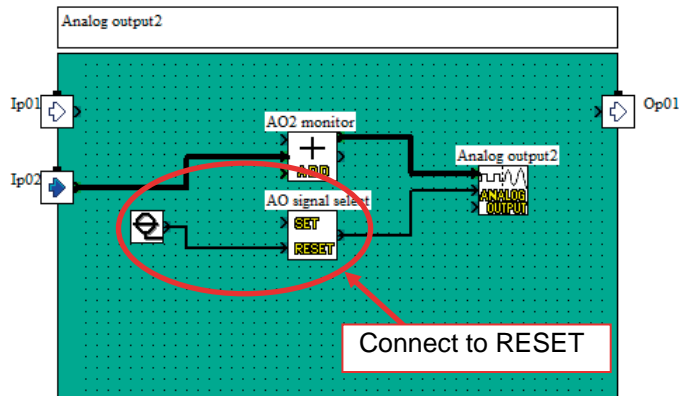 Analog output2
Ip01
Op01
AO2 monitor
ADD
Analog output2
Ip02
ANALOG
OUTPUT
AO signal select
SET
RESET
Connect to RESET